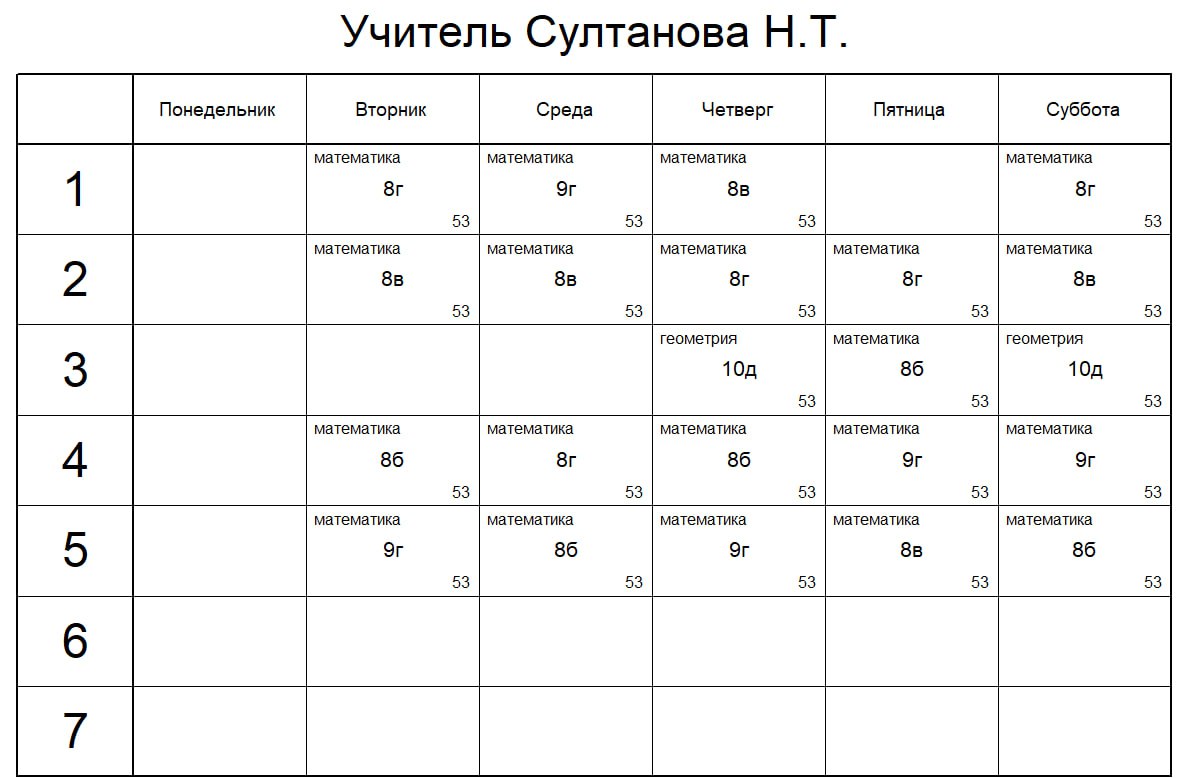 Учитель Султанова Н.Т.
Понедельник Вторник Среда Четверг Пятница Суббота
1
математика математика математика математика
8г 9г 8в 8г
53 53 53 53
2
математика математика математика математика математика
8в 8в 8г 8г 8в
53 53 53 53 53
3
геометрия математика геометрия
10д 8б 10д
53 53 53
4
математика математика математика математика математика
8б 8г 8б 9г 9г
53 53 53 53 53
5
математика математика математика математика математика
9г 8б 9г 8в 8б
53 53 53 53 53
6
7